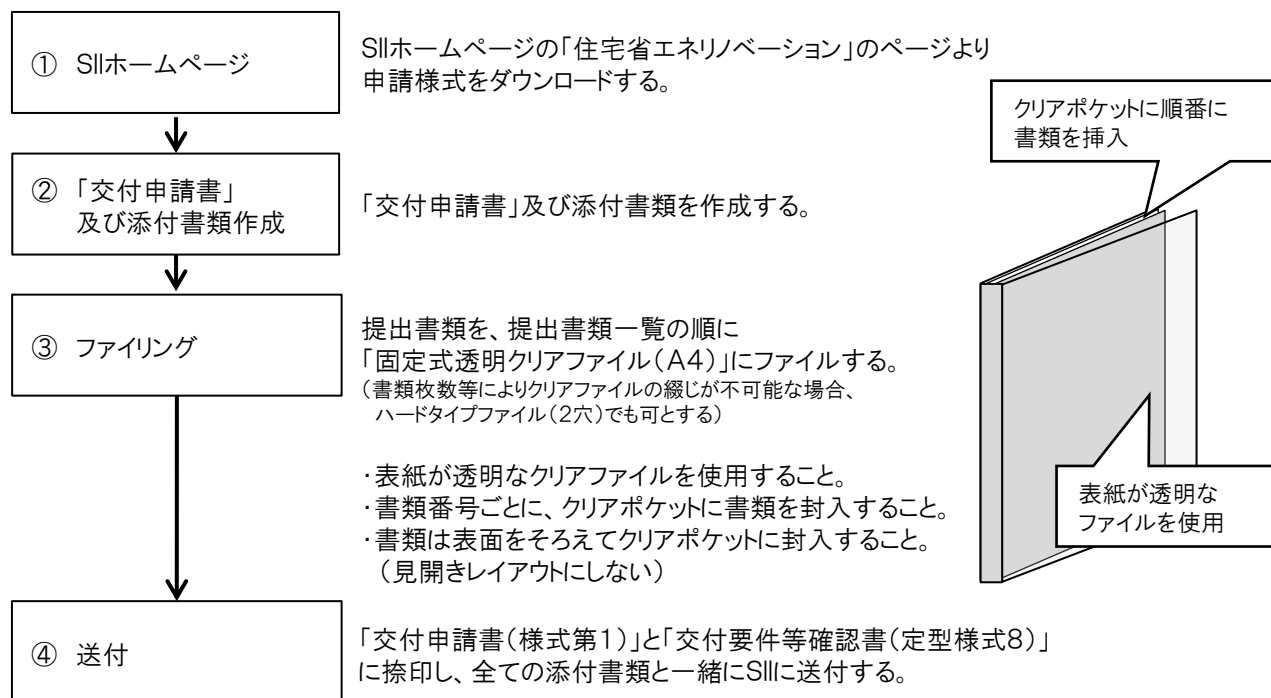 ① SIIホームページ
SIIホームページの「住宅省エネリノベーション」のページより
申請様式をダウンロードする。
② 「交付申請書」
及び添付書類作成
「交付申請書」及び添付書類を作成する。
③ ファイリング
提出書類を、提出書類一覧の順に
「固定式透明クリアファイル(A4)」にファイルする。
(書類枚数等によりクリアファイルの綴じが不可能な場合、
ハードタイプファイル(2穴)でも可とする)
・表紙が透明なクリアファイルを使用すること。
・書類番号ごとに、クリアポケットに書類を封入すること。
・書類は表面をそろえてクリアポケットに封入すること。
(見開きレイアウトにしない)
④ 送付
「交付申請書(様式第1)」と「交付要件等確認書(定型様式8)」
に捺印し、全ての添付書類と一緒にSIIに送付する。
クリアポケットに順番に
書類を挿入
表紙が透明な
ファイルを使用